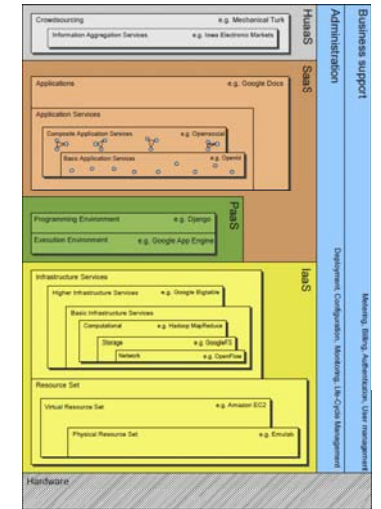 Crowdsourcing e.g. Mechanical Turk
Information Aggregation Services e.g. Iowa Electronic Markets
HuaaS
Applications e.g. Google Docs
Application Services
Composite Application Services e.g. Opensocial
Basic Application Services e.g. OpenId
SaaS
Programming Environment e.g. Django
Execution Environment e.g. Google App Engine
PaaS
Infrastructure Services
Higher Infrastructure Services e.g. Google Bigtable
Basic Infrastructure Services
Computational e.g. Hadoop MapReduce
Storage e.g. GoogleFS
Network e.g. OpenFlow
Resource Set
Virtual Resource Set e.g. Amazon EC2
Physical Resource Set e.g. Emulab
IaaS
Hardware
Administration
Deployment, Configuration, Monitoring, Life-Cycle Management
Business support
Metering, Billing, Authentication, User management